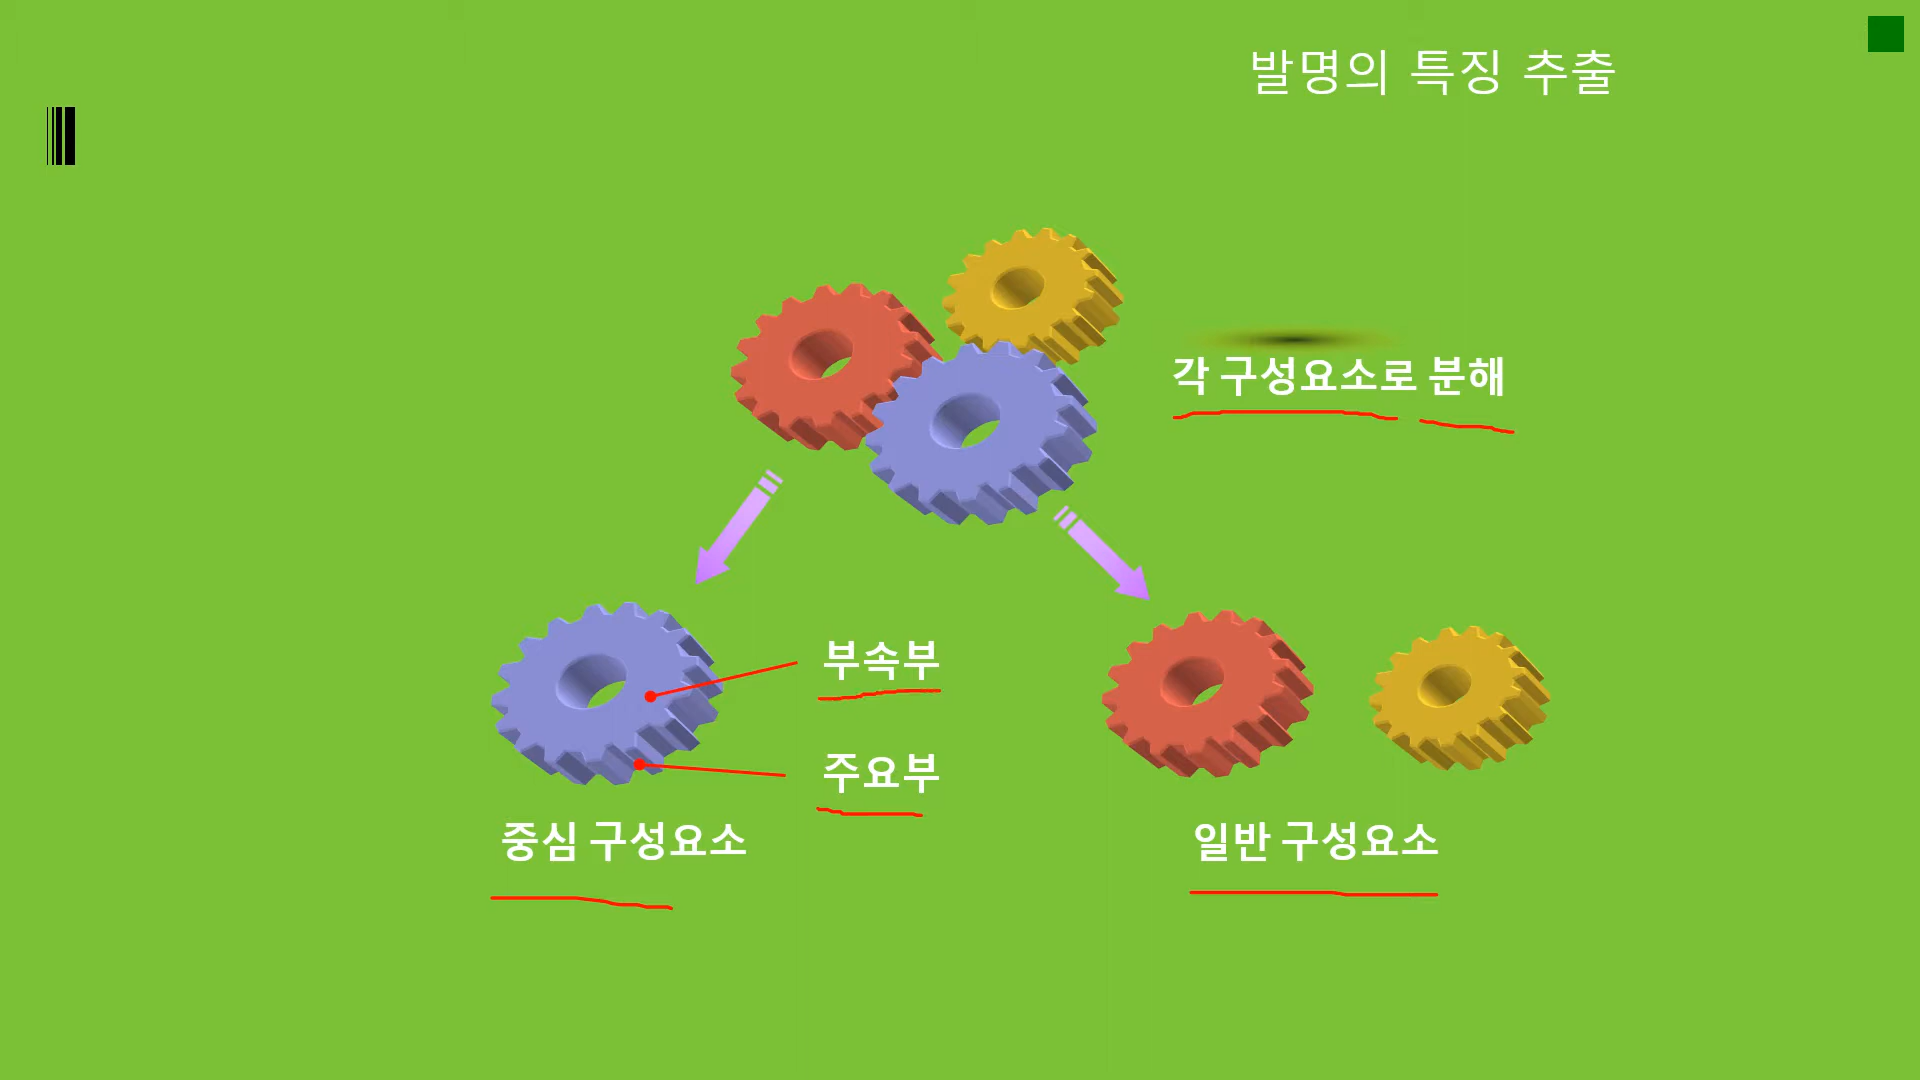 발명의 특징 추출
각 구성요소로 분해
부속부
주요부
중심 구성요소
일반 구성요소